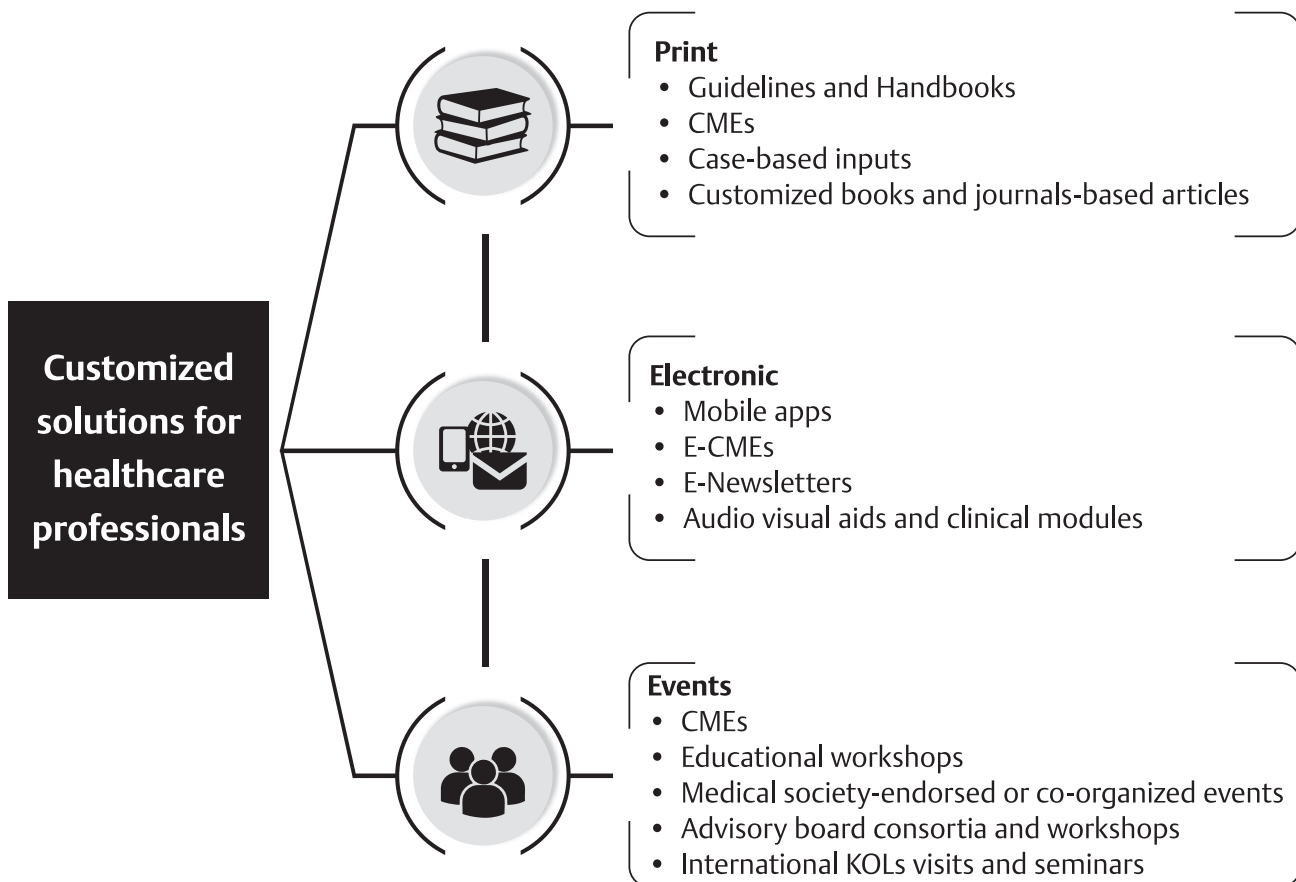 Customized
solutions for
healthcare
professionals
Print
• Guidelines and Handbooks
• CMEs
• Case-based inputs
• Customized books and journals-based articles
Electronic
• Mobile apps
• E-CMEs
• E-Newsletters
• Audio visual aids and clinical modules
Events
• CMEs
• Educational workshops
• Medical society-endorsed or co-organized events
• Advisory board consortia and workshops
• International KOLs visits and seminars